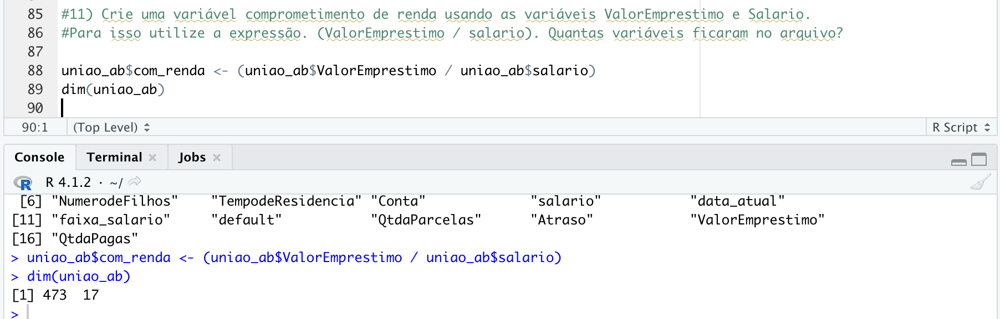 85 #11) Crie uma variável comprometimento de renda usando as variáveis ValorEmprestimo e Salario.
86 #Para isso utilize a expressão. (ValorEmprestimo / salario). Quantas variáveis ficaram no arquivo?
87
88 uniao_ab$com_renda <- (uniao_ab$ValorEmprestimo / uniao_ab$salario)
89 dim(uniao_ab)
90
90:1 (Top Level) R Script
Console Terminal Jobs
R R 4.1.2 · ~/
[6] "NumerodeFilhos" "TempodeResidencia" "Conta" "salario" "data_atual"
[11] "faixa_salario" "default" "QtdaParcelas" "Atraso" "ValorEmprestimo"
[16] "QtdaPagas"
> uniao_ab$com_renda <- (uniao_ab$ValorEmprestimo / uniao_ab$salario)
> dim(uniao_ab)
[1] 473 17
>